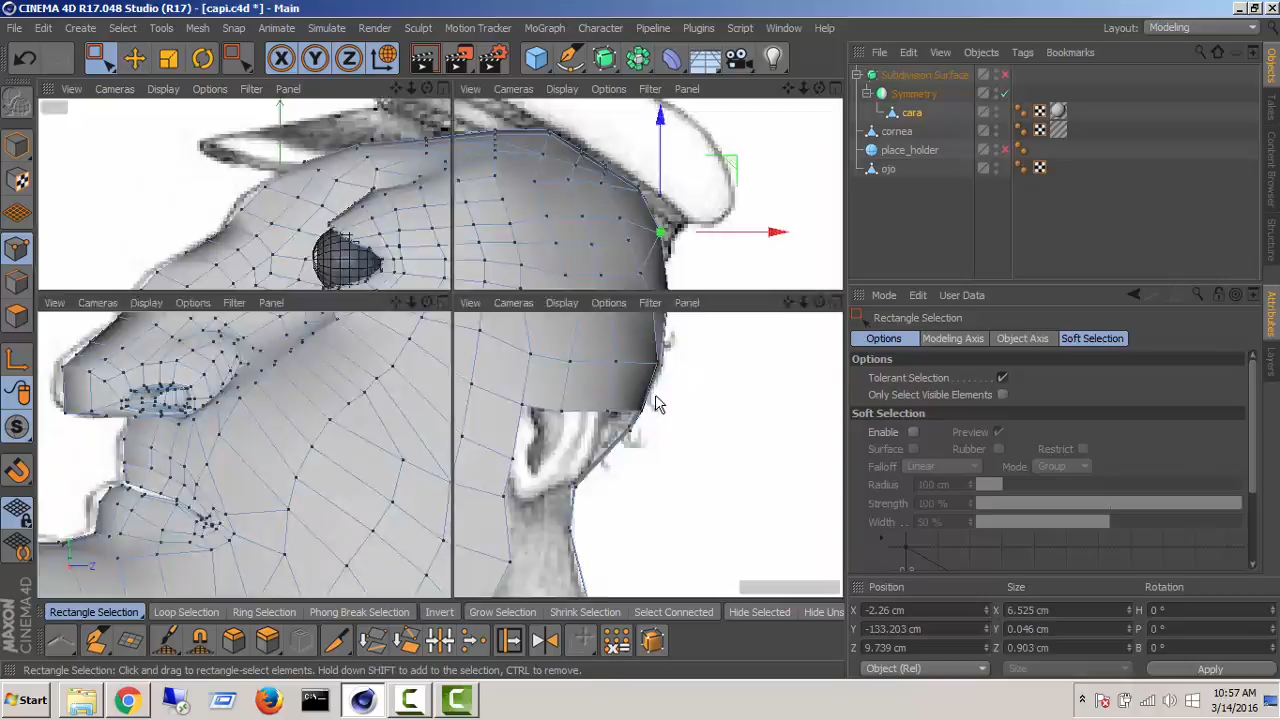 CINEMA 4D R17.048 Studio (R17) - [capi.c4d *] - Main
File Edit Create Select Tools Mesh Snap Animate Simulate Render Sculpt Motion Tracker MoGraph Character Pipeline Plugins Script Window Help Layout: Modeling
X Y Z
File Edit View Objects Tags Bookmarks
Subdivision Surface
Symmetry
cara
cornea
place_holder
ojo
View Cameras Display Options Filter Panel
View Cameras Display Options Filter Panel
View Cameras Display Options Filter Panel
View Cameras Display Options Filter Panel
Z
Objects
Takes
Content Browser
Structure
Attributes
Layers
Mode Edit User Data
Rectangle Selection
Options Modeling Axis Object Axis Soft Selection
Options
Tolerant Selection
Only Select Visible Elements
Soft Selection
Enable Preview
Surface Rubber Restrict
Falloff Linear Mode Group
Radius 100 cm
Strength 100 %
Width 50 %
Position Size Rotation
X -2.26 cm X 6.525 cm H 0 °
Y -133.203 cm Y 0.046 cm P 0 °
Z 9.739 cm Z 0.903 cm B 0 °
Object (Rel) Size Apply
Rectangle Selection Loop Selection Ring Selection Phong Break Selection Invert Grow Selection Shrink Selection Select Connected Hide Selected Hide Uns
MAXON CINEMA4D
Rectangle Selection: Click and drag to rectangle-select elements. Hold down SHIFT to add to the selection, CTRL to remove.
Start
10:57 AM
3/14/2016